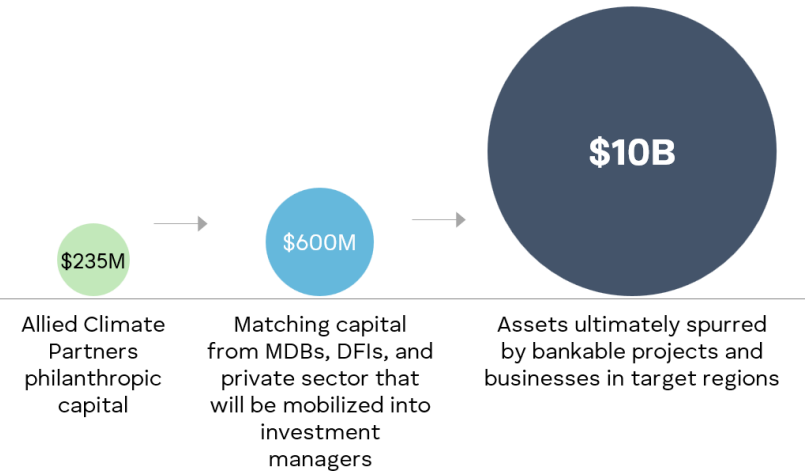 $235M
$600M
$10B
Allied Climate
Partners
philanthropic
capital
Matching capital
from MDBs, DFIs, and
private sector that
will be mobilized into
investment
managers
Assets ultimately spurred
by bankable projects and
businesses in target regions